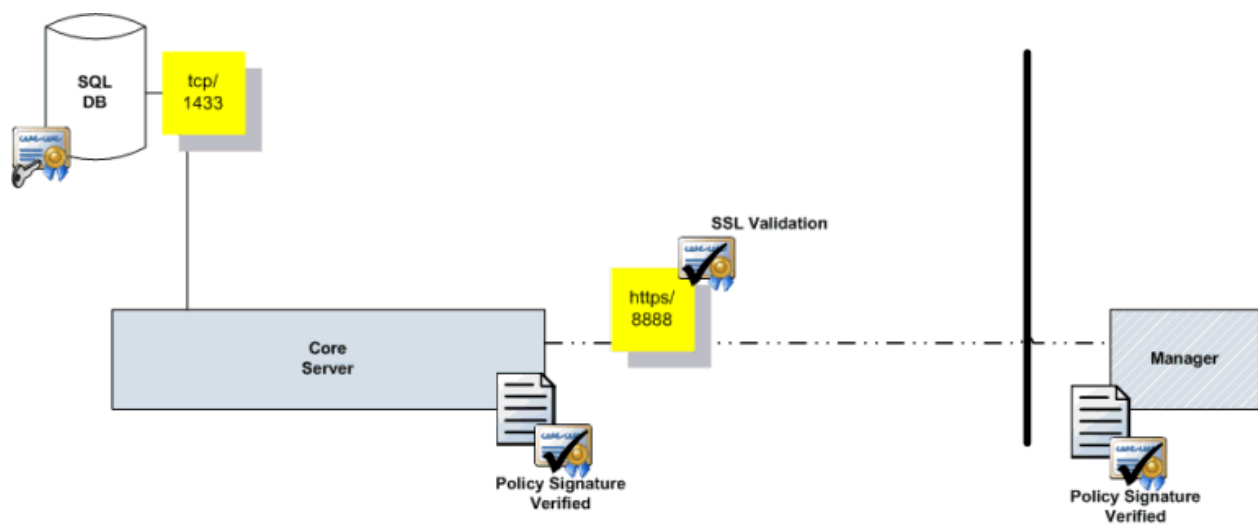 SQL
DB
tcp/
1433
SSL Validation
https/
8888
Core
Server
Manager
Policy Signature
Verified
Policy Signature
Verified